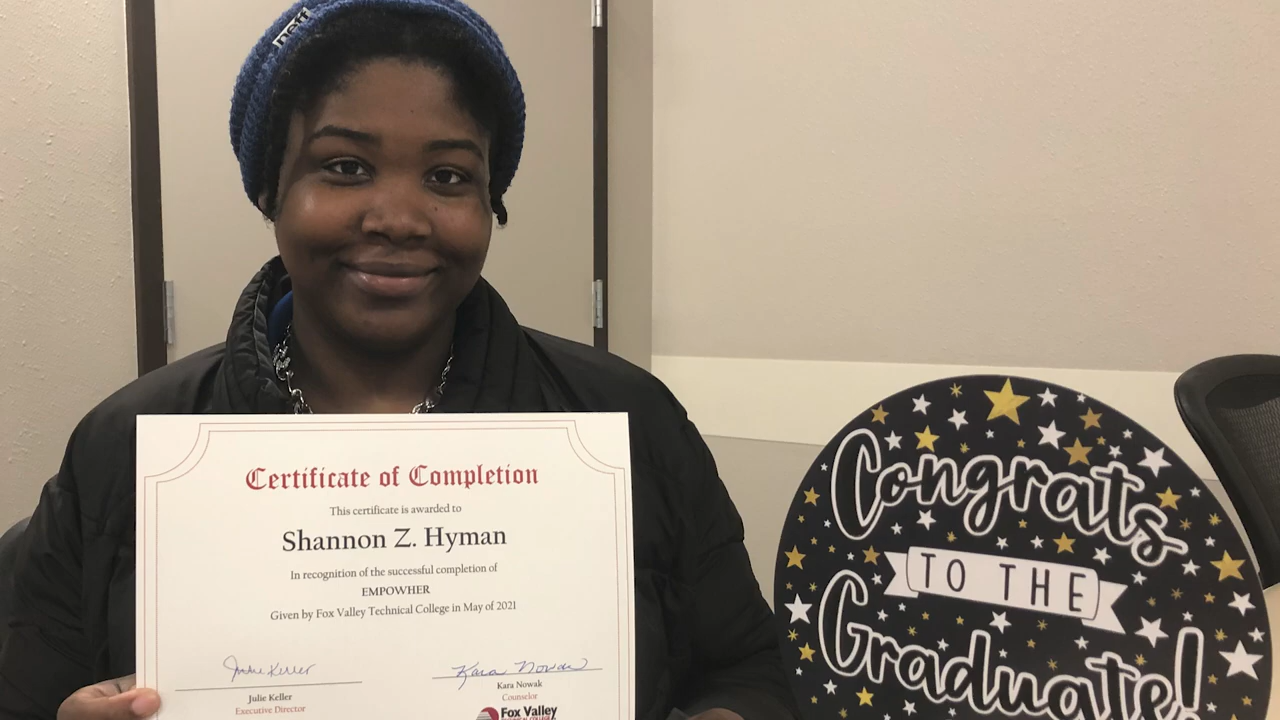 neff
Certificate of Completion
This certificate is awarded to
Shannon Z. Hyman
In recognition of the successful completion of
EMPOWHER
Given by Fox Valley Technical College in May of 2021
Julie Keller
Kara Nowak
Julie Keller
Executive Director
Kara Nowak
Counselor
Fox Valley
TECHNICAL COLLEGE
Congrats
TO THE
Graduate!